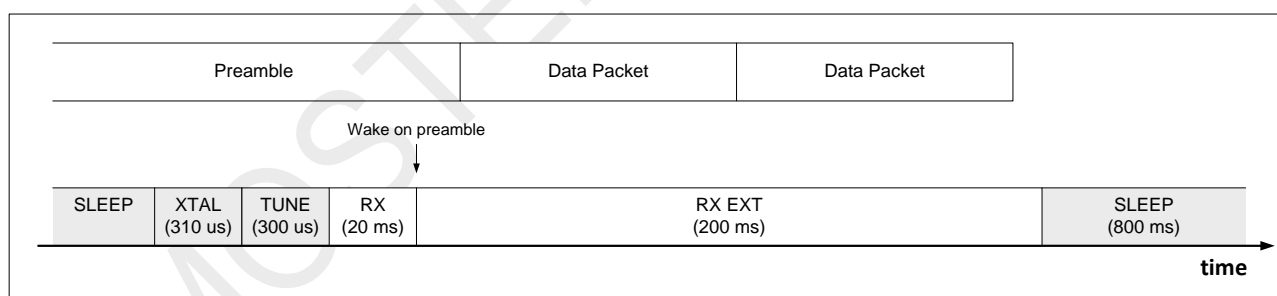 Preamble
Data Packet
Data Packet
Wake on preamble
SLEEP
XTAL
(310 us)
TUNE
(300 us)
RX
(20 ms)
RX EXT
(200 ms)
SLEEP
(800 ms)
time